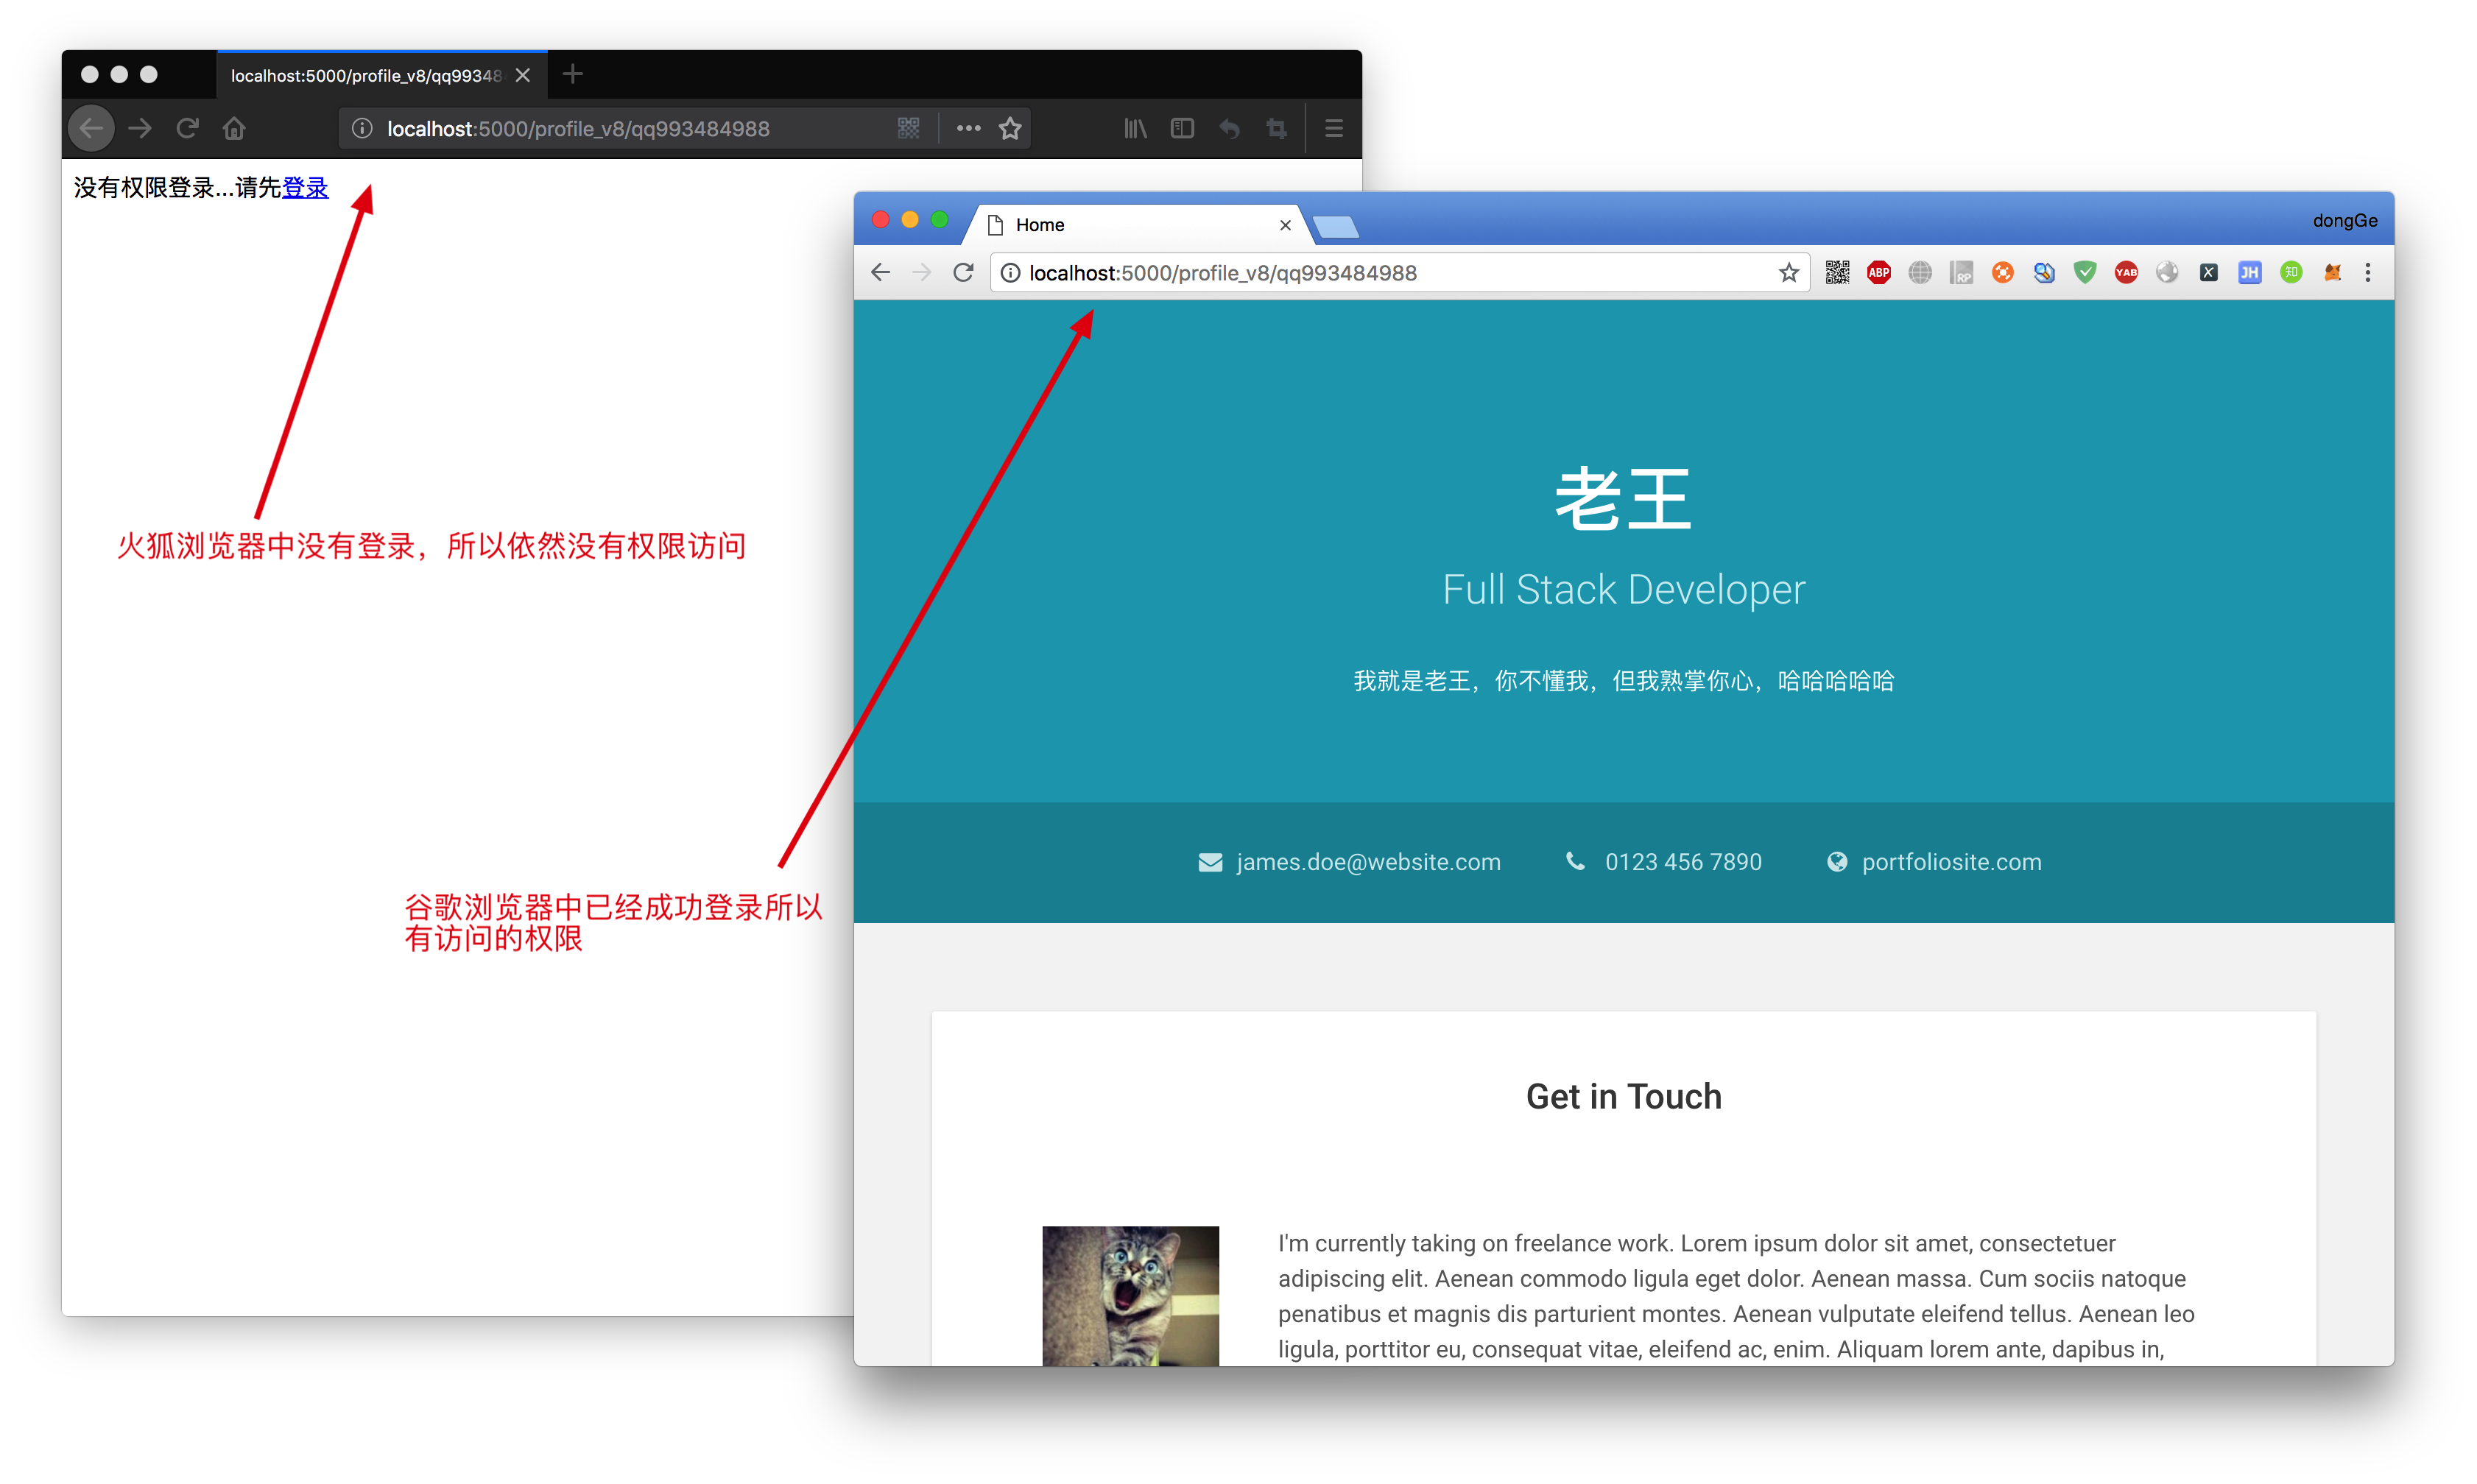 localhost:5000/profile_v8/qq99348
localhost:5000/profile_v8/qq993484988
没有权限登录...请先登录
火狐浏览器中没有登录，所以依然没有权限访问
谷歌浏览器中已经成功登录所以
有访问的权限
Home
dongGe
localhost:5000/profile_v8/qq993484988
ABP
RP
YAB
X
JH
知
老王
Full Stack Developer
我就是老王，你不懂我，但我熟掌你心，哈哈哈哈哈
james.doe@website.com
0123 456 7890
portfoliosite.com
Get in Touch
I'm currently taking on freelance work. Lorem ipsum dolor sit amet, consectetuer
adipiscing elit. Aenean commodo ligula eget dolor. Aenean massa. Cum sociis natoque
penatibus et magnis dis parturient montes. Aenean vulputate eleifend tellus. Aenean leo
ligula, porttitor eu, consequat vitae, eleifend ac, enim. Aliquam lorem ante, dapibus in,